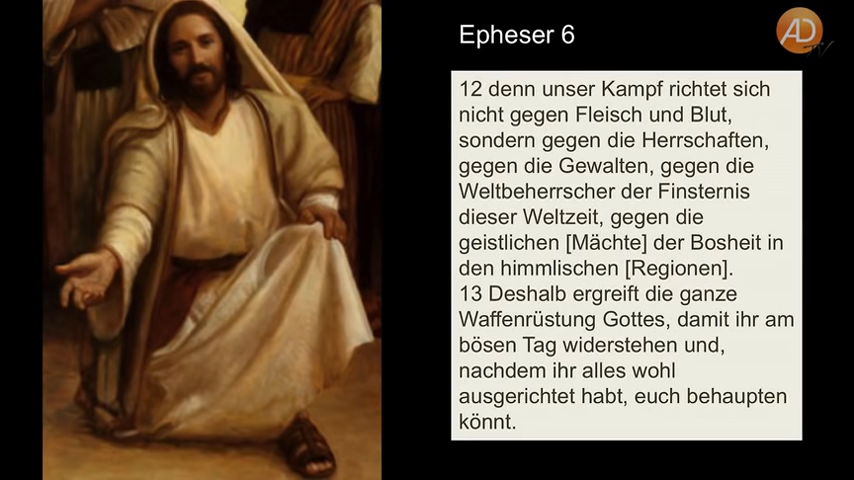 Epheser 6
AD
TV
12 denn unser Kampf richtet sich
nicht gegen Fleisch und Blut,
sondern gegen die Herrschaften,
gegen die Gewalten, gegen die
Weltbeherrscher der Finsternis
dieser Weltzeit, gegen die
geistlichen [Mächte] der Bosheit in
den himmlischen [Regionen].
13 Deshalb ergreift die ganze
Waffenrüstung Gottes, damit ihr am
bösen Tag widerstehen und,
nachdem ihr alles wohl
ausgerichtet habt, euch behaupten
könnt.